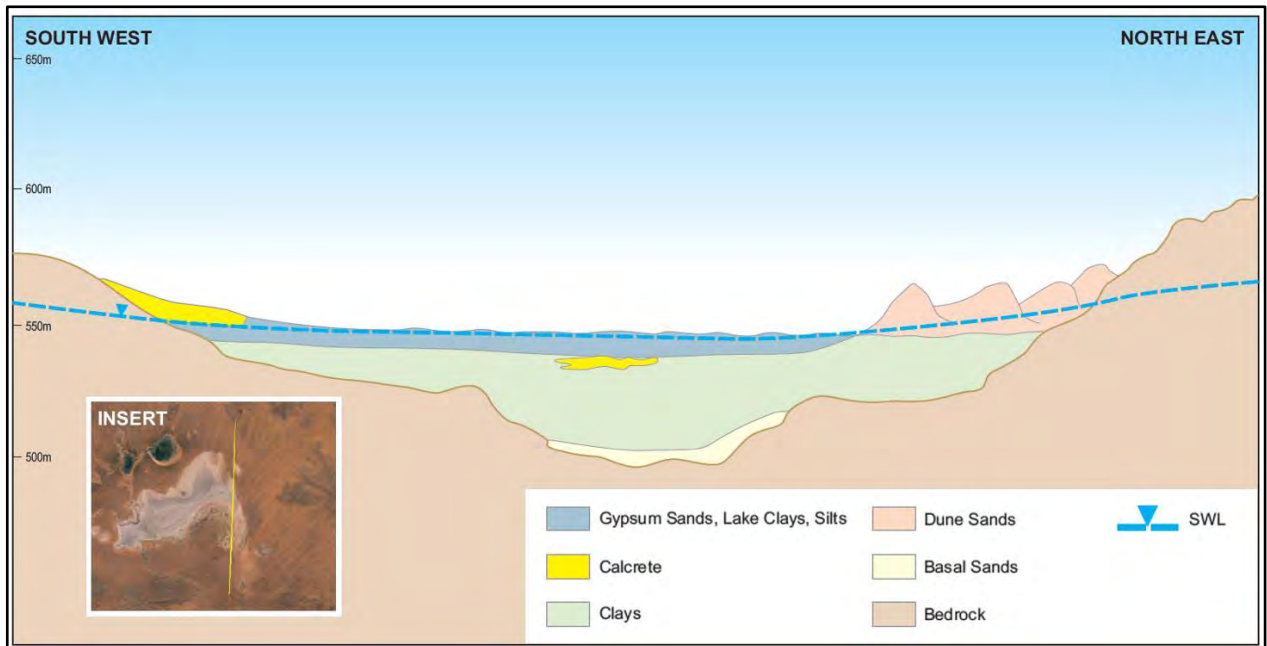 SOUTH WEST
NORTH EAST
650m
600m
550m
500m
INSERT
Gypsum Sands, Lake Clays, Silts
Dune Sands
SWL
Calcrete
Basal Sands
Clays
Bedrock